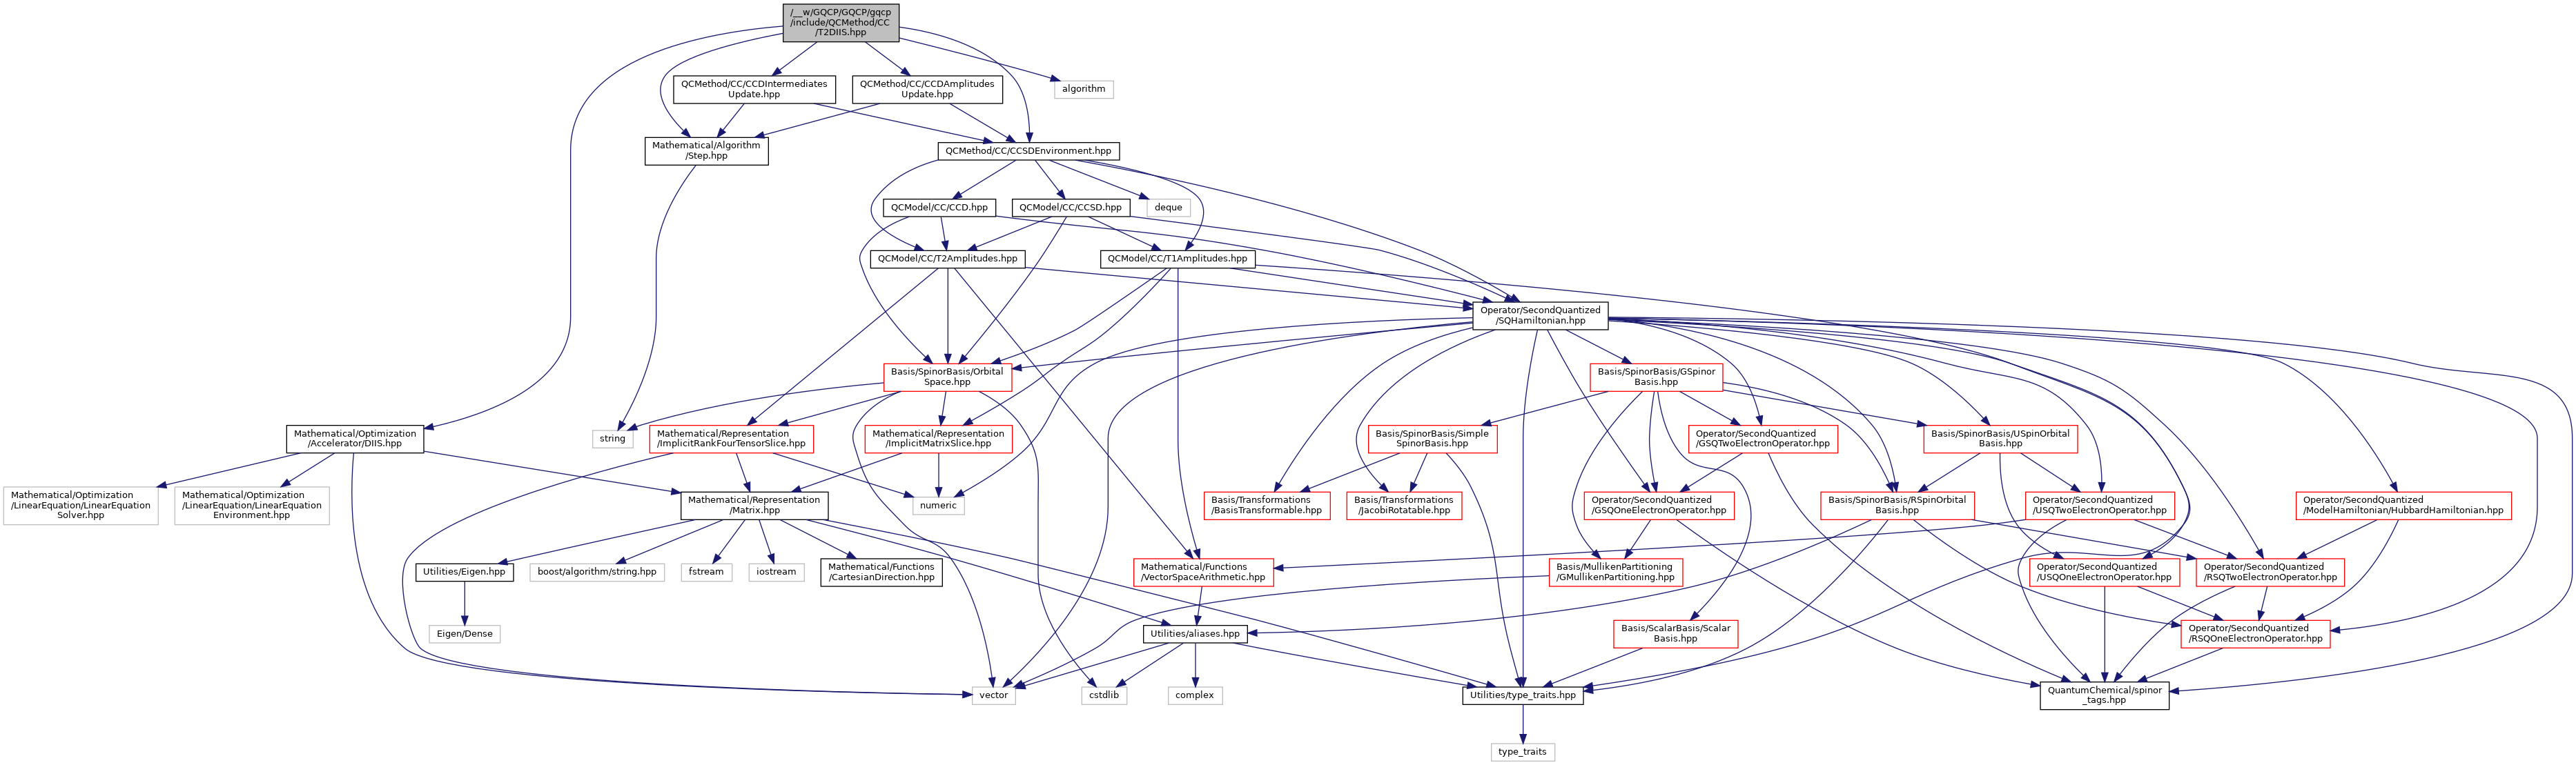 /__w/GQCP/GQCP/gqcp
/include/QCMethod/CC
/T2DIIS.hpp
QCMethod/CC/CCDIntermediates
Update.hpp
QCMethod/CC/CCDAmplitudes
Update.hpp
algorithm
Mathematical/Algorithm
/Step.hpp
QCMethod/CC/CCSDEnvironment.hpp
QCModel/CC/CCD.hpp
QCModel/CC/CCSD.hpp
deque
QCModel/CC/T2Amplitudes.hpp
QCModel/CC/T1Amplitudes.hpp
Operator/SecondQuantized
/SQHamiltonian.hpp
Basis/SpinorBasis/Orbital
Space.hpp
Basis/SpinorBasis/GSpinor
Basis.hpp
Mathematical/Optimization
/Accelerator/DIIS.hpp
string
Mathematical/Representation
/ImplicitRankFourTensorSlice.hpp
Mathematical/Representation
/ImplicitMatrixSlice.hpp
Basis/SpinorBasis/Simple
SpinorBasis.hpp
Operator/SecondQuantized
/GSQTwoElectronOperator.hpp
Basis/SpinorBasis/USpinOrbital
Basis.hpp
Mathematical/Optimization
/LinearEquation/LinearEquation
Solver.hpp
Mathematical/Optimization
/LinearEquation/LinearEquation
Environment.hpp
Mathematical/Representation
/Matrix.hpp
numeric
Basis/Transformations
/BasisTransformable.hpp
Basis/Transformations
/JacobiRotatable.hpp
Operator/SecondQuantized
/GSQOneElectronOperator.hpp
Basis/SpinorBasis/RSpinOrbital
Basis.hpp
Operator/SecondQuantized
/USQTwoElectronOperator.hpp
Operator/SecondQuantized
/ModelHamiltonian/HubbardHamiltonian.hpp
Utilities/Eigen.hpp
boost/algorithm/string.hpp
fstream
iostream
Mathematical/Functions
/CartesianDirection.hpp
Mathematical/Functions
/VectorSpaceArithmetic.hpp
Basis/MullikenPartitioning
/GMullikenPartitioning.hpp
Operator/SecondQuantized
/USQOneElectronOperator.hpp
Operator/SecondQuantized
/RSQTwoElectronOperator.hpp
Eigen/Dense
Utilities/aliases.hpp
Basis/ScalarBasis/Scalar
Basis.hpp
Operator/SecondQuantized
/RSQOneElectronOperator.hpp
vector
cstdlib
complex
Utilities/type_traits.hpp
QuantumChemical/spinor
_tags.hpp
type_traits